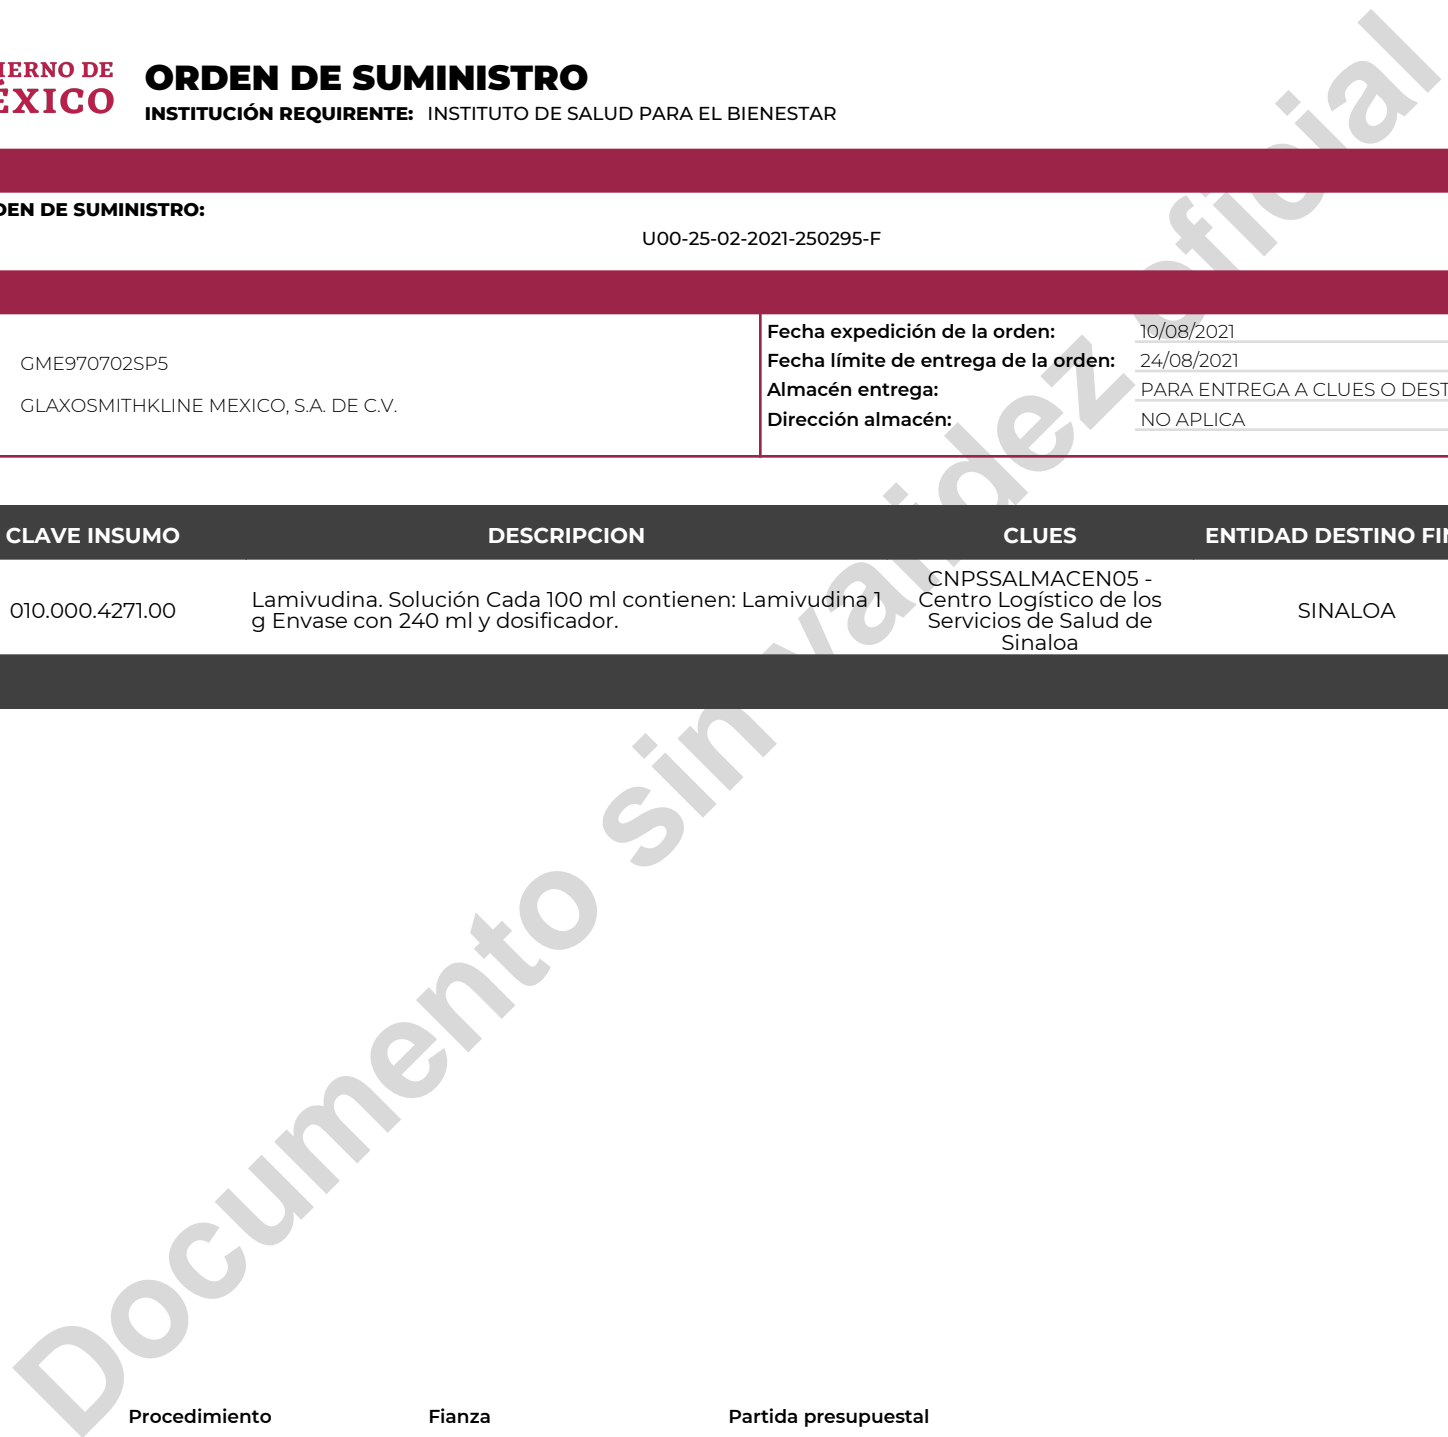 IERNO DE
ÉXICO
ORDEN DE SUMINISTRO
INSTITUCIÓN REQUIRENTE: INSTITUTO DE SALUD PARA EL BIENESTAR
DEN DE SUMINISTRO:
U00-25-02-2021-250295-F
GME970702SP5
GLAXOSMITHKLINE MEXICO, S.A. DE C.V.
Fecha expedición de la orden: 10/08/2021
Fecha límite de entrega de la orden: 24/08/2021
Almacén entrega: PARA ENTREGA A CLUES O DEST
Dirección almacén: NO APLICA
CLAVE INSUMO DESCRIPCION CLUES ENTIDAD DESTINO FIN
010.000.4271.00
Lamivudina. Solución Cada 100 ml contienen: Lamivudina 1
g Envase con 240 ml y dosificador.
CNPSSALMACEN05 -
Centro Logístico de los
Servicios de Salud de
Sinaloa
SINALOA
Documento sin validez oficial
Procedimiento Fianza Partida presupuestal